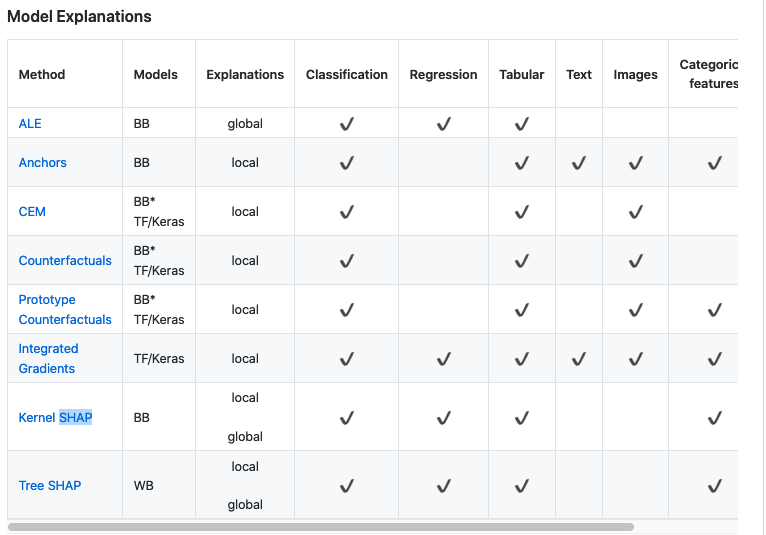 Model Explanations
Method Models Explanations Classification Regression Tabular Text Images Categoric
features
ALE BB global ✔ ✔ ✔
Anchors BB local ✔ ✔ ✔ ✔ ✔
CEM BB*
TF/Keras local ✔ ✔ ✔
Counterfactuals BB*
TF/Keras local ✔ ✔ ✔
Prototype
Counterfactuals BB*
TF/Keras local ✔ ✔ ✔ ✔
Integrated
Gradients TF/Keras local ✔ ✔ ✔ ✔ ✔ ✔
Kernel SHAP BB local
global ✔ ✔ ✔ ✔
Tree SHAP WB local
global ✔ ✔ ✔ ✔